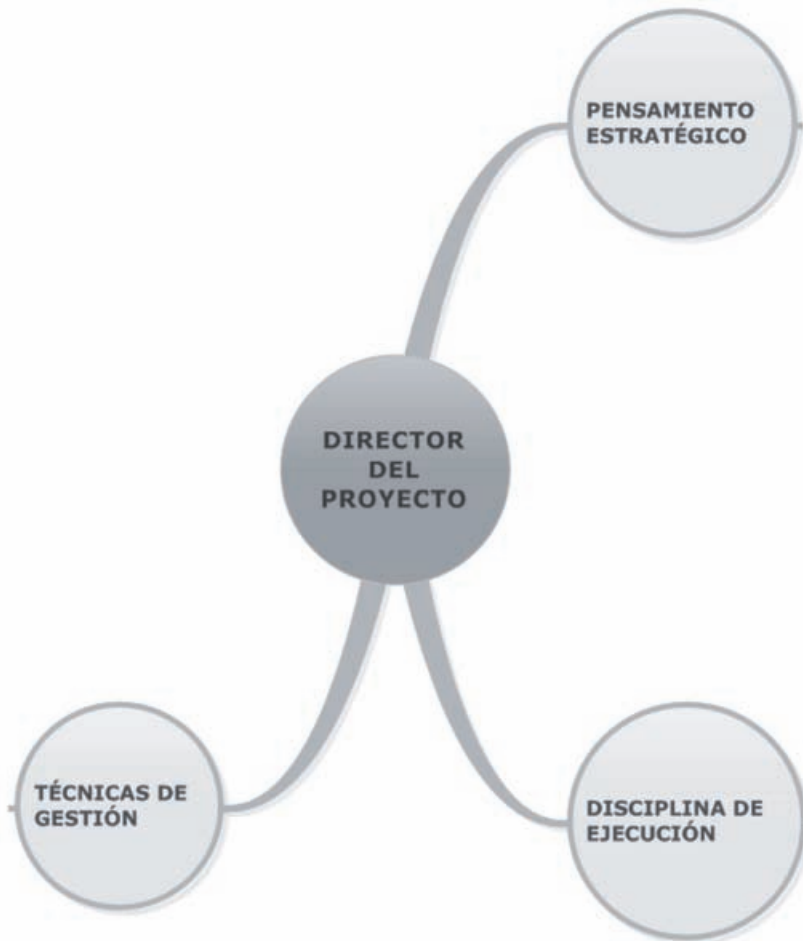 PENSAMIENTO
ESTRATÉGICO
DIRECTOR
DEL
PROYECTO
TÉCNICAS DE
GESTIÓN
DISCIPLINA DE
EJECUCIÓN